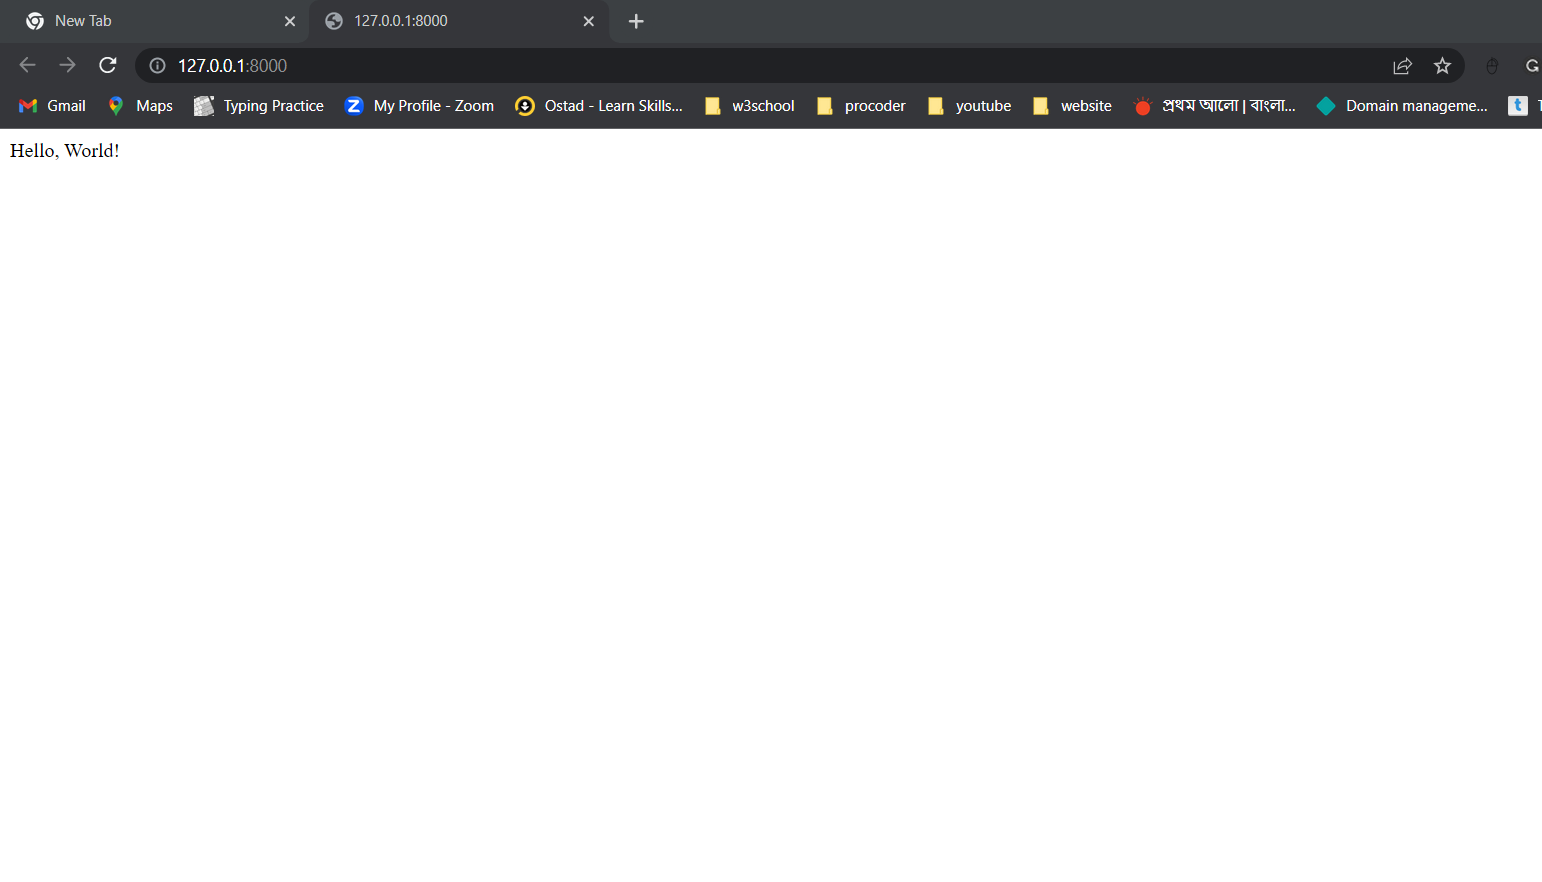 New Tab
127.0.0.1:8000
127.0.0.1:8000
Gmail Maps Typing Practice My Profile - Zoom Ostad - Learn Skills... w3school procoder youtube website প্রথম আলো | বাংলা... Domain manageme...
Hello, World!